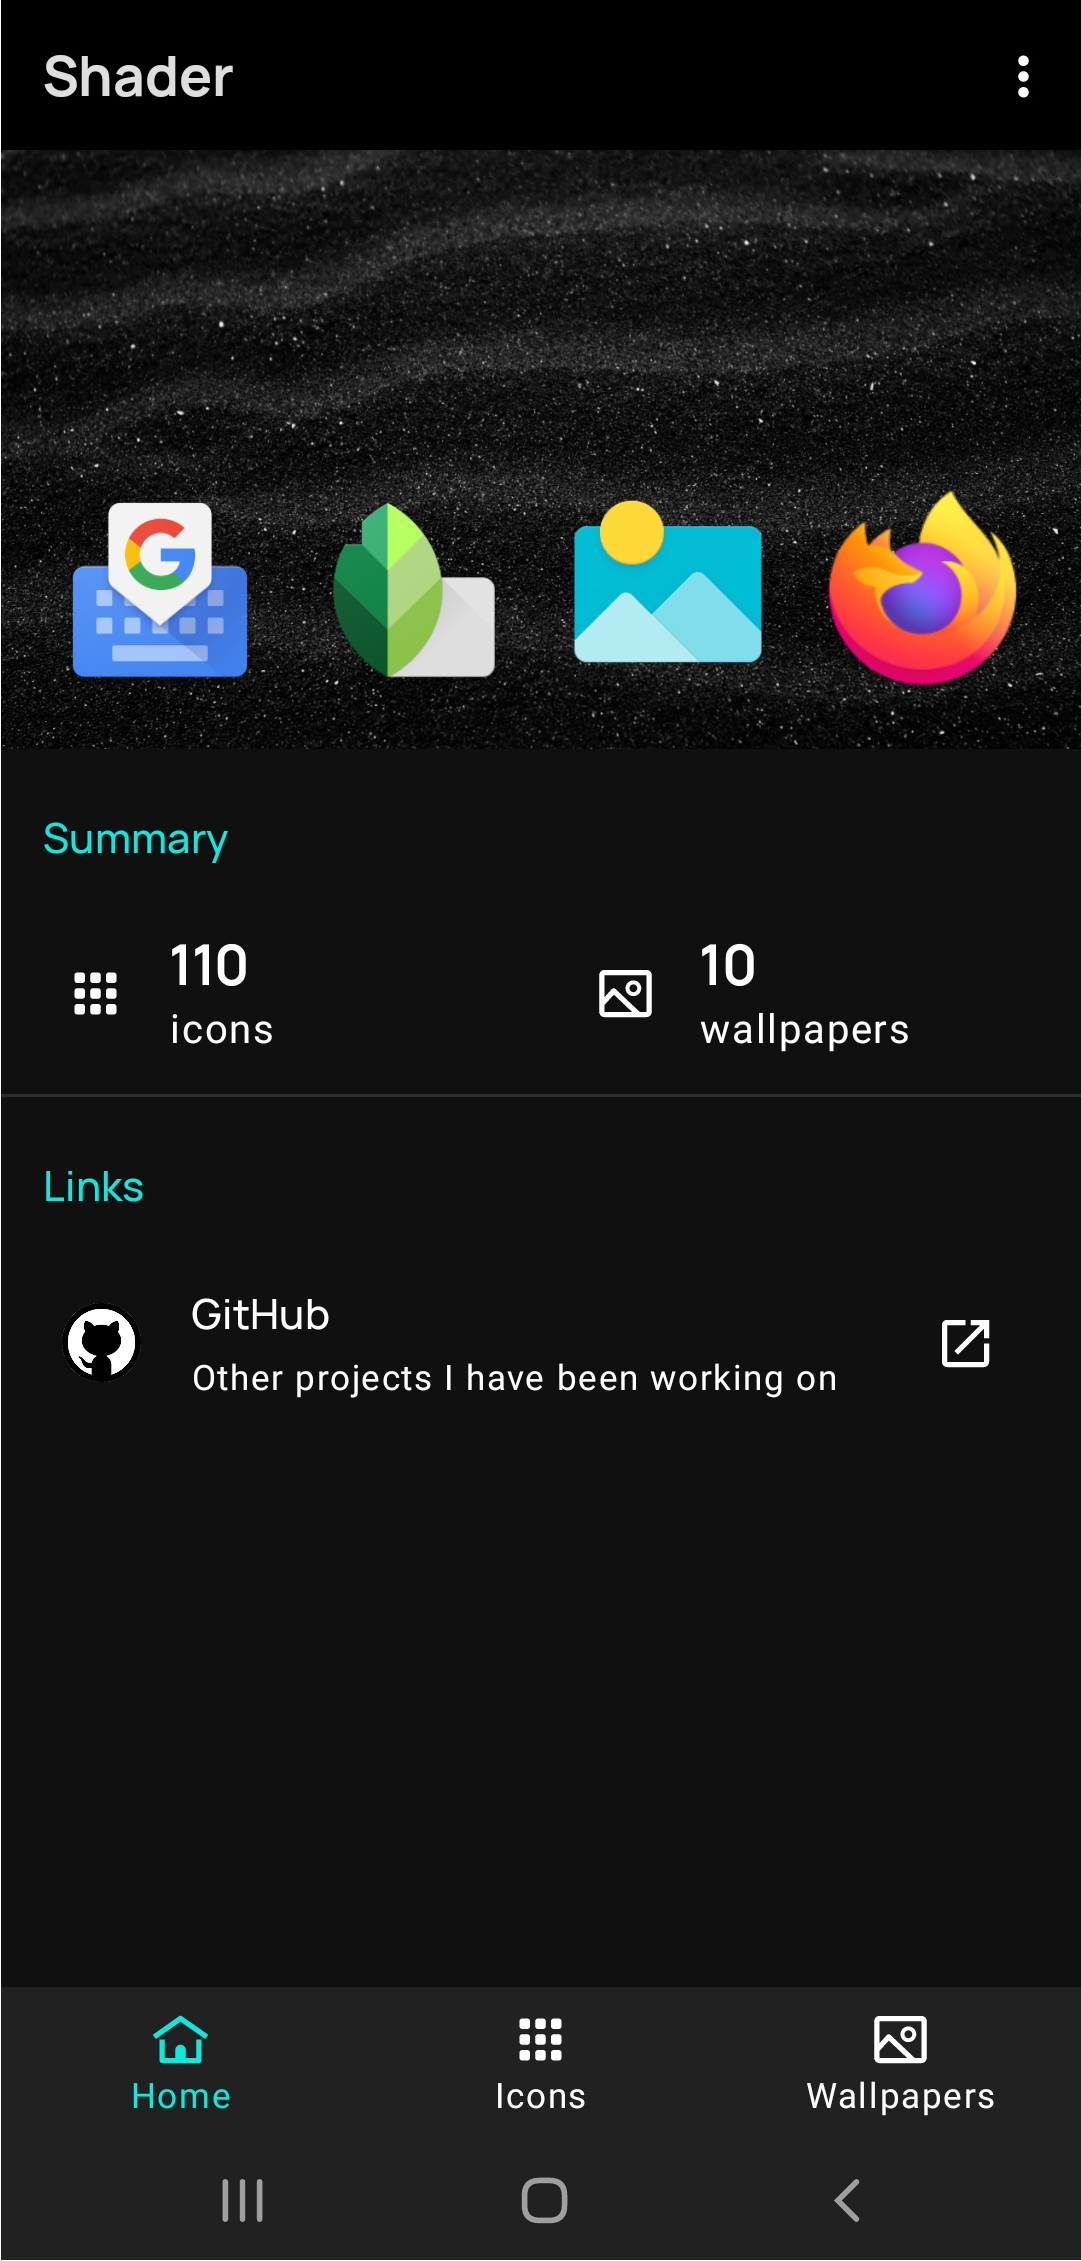 Shader
Summary
110
icons
10
wallpapers
Links
GitHub
Other projects I have been working on
Home
Icons
Wallpapers